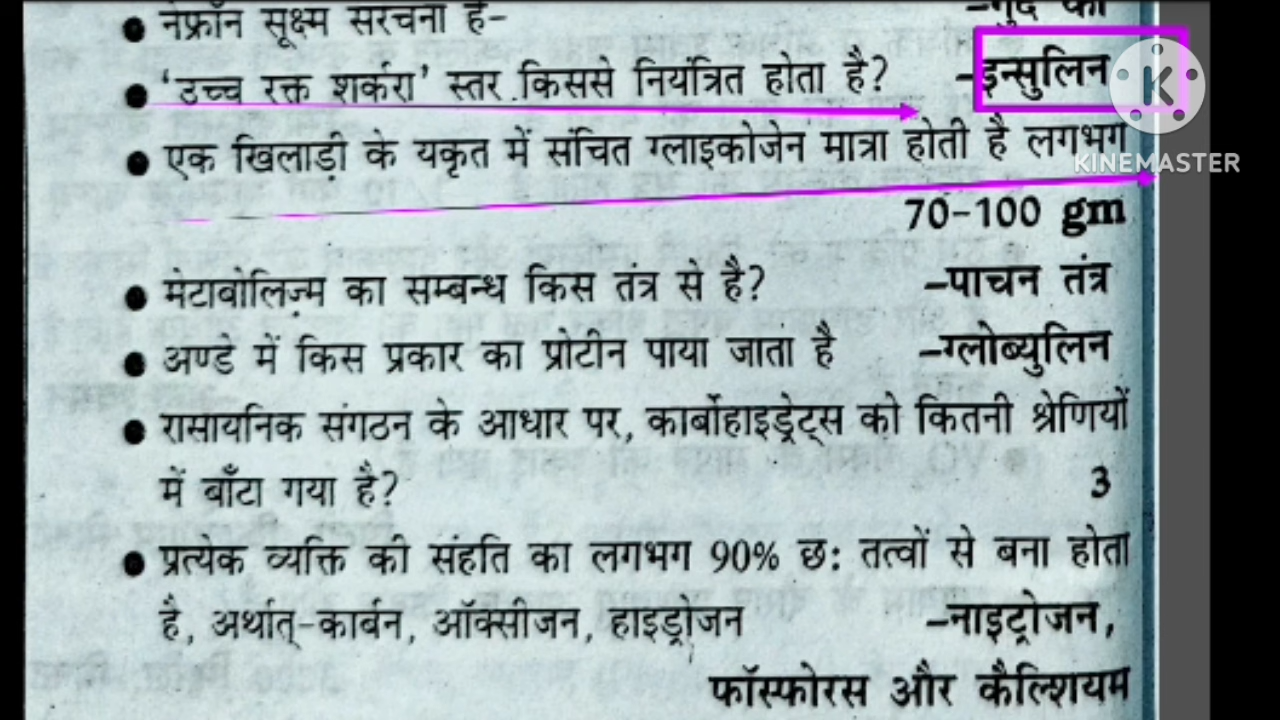 ● नेफ्रॉन सूक्ष्म संरचना है- -गुर्दे की
● 'उच्च रक्त शर्करा' स्तर किससे नियंत्रित होता है? -इन्सुलिन
● एक खिलाड़ी के यकृत में संचित ग्लाइकोजेन मात्रा होती है लगभग
KINEMASTER
70-100 gm
● मेटाबोलिज़्म का सम्बन्ध किस तंत्र से है? -पाचन तंत्र
● अण्डे में किस प्रकार का प्रोटीन पाया जाता है -ग्लोब्युलिन
● रासायनिक संगठन के आधार पर, कार्बोहाइड्रेट्स को कितनी श्रेणियों
में बाँटा गया है? 3
● प्रत्येक व्यक्ति की संहति का लगभग 90% छ: तत्वों से बना होता
है, अर्थात्-कार्बन, ऑक्सीजन, हाइड्रोजन -नाइट्रोजन,
फॉस्फोरस और कैल्शियम